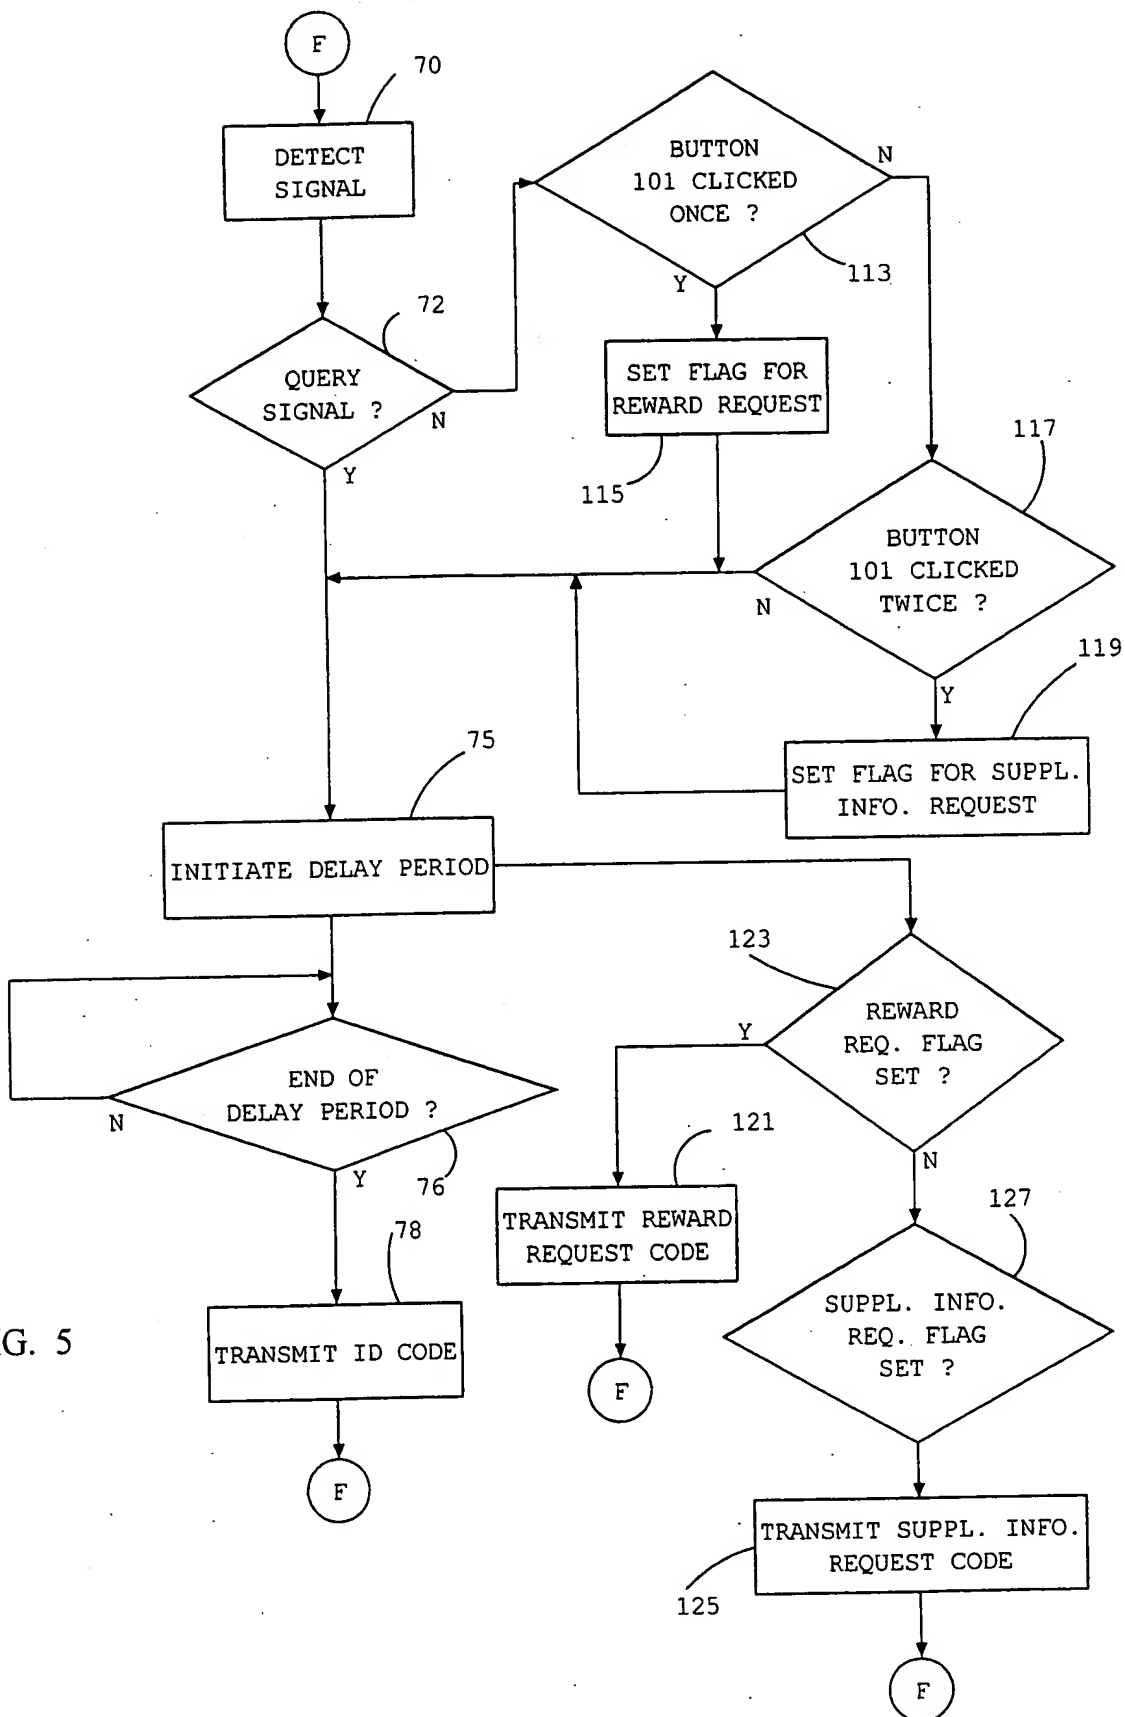 F
70
DETECT
SIGNAL
BUTTON
101 CLICKED
ONCE ?
N
113
Y
72
QUERY
SIGNAL ?
N
Y
SET FLAG FOR
REWARD REQUEST
115
117
BUTTON
101 CLICKED
TWICE ?
N
Y
119
SET FLAG FOR SUPPL.
INFO. REQUEST
75
INITIATE DELAY PERIOD
123
REWARD
REQ. FLAG
SET ?
Y
N
END OF
DELAY PERIOD ?
N
Y
76
121
TRANSMIT REWARD
REQUEST CODE
F
127
SUPPL. INFO.
REQ. FLAG
SET ?
78
TRANSMIT ID CODE
F
G. 5
TRANSMIT SUPPL. INFO.
REQUEST CODE
125
F